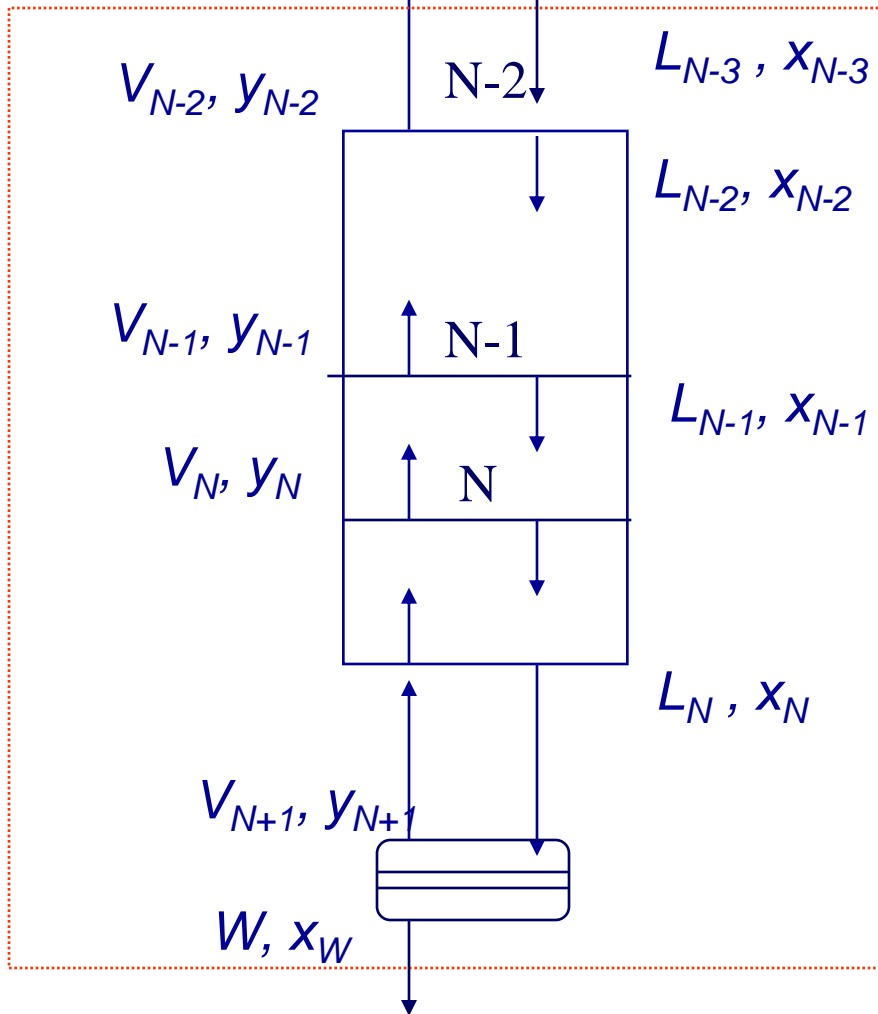 V_{N-2}, y_{N-2} N-2 L_{N-3} , x_{N-3}
L_{N-2}, x_{N-2}
V_{N-1}, y_{N-1} N-1
L_{N-1}, x_{N-1}
V_N, y_N N
L_N , x_N
V_{N+1}, y_{N+1}
W, x_W